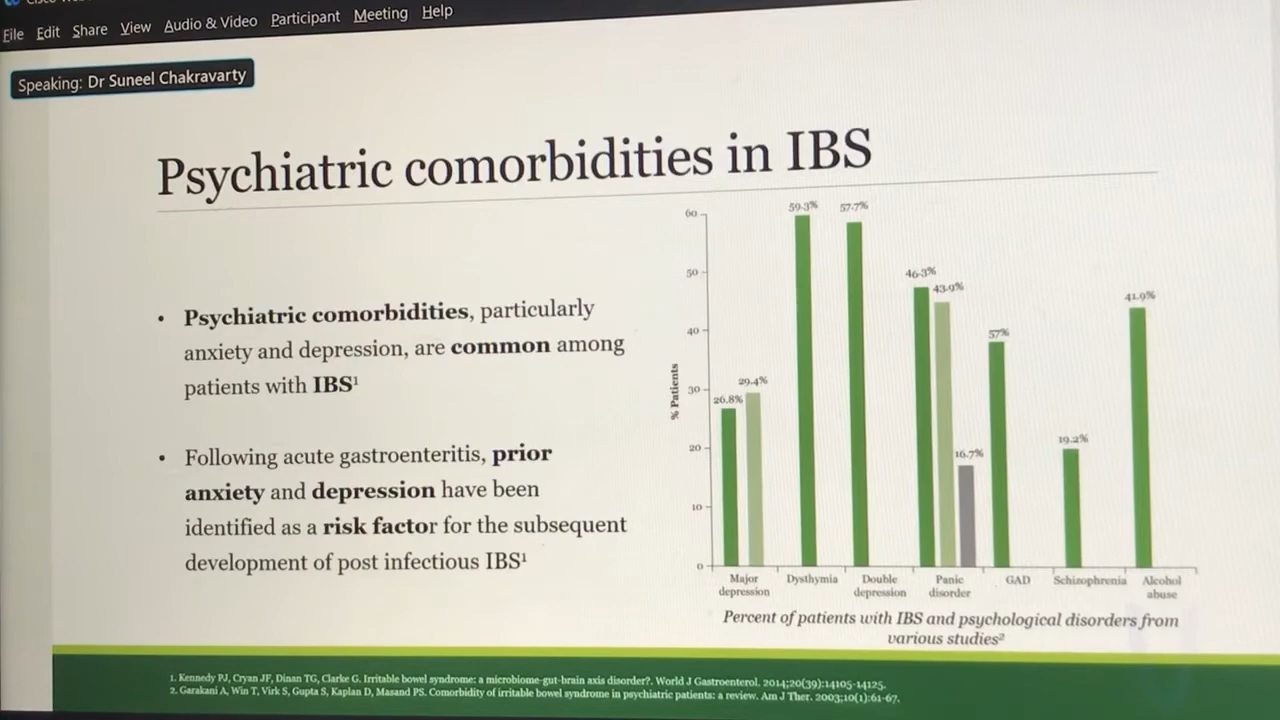 File Edit Share View Audio & Video Participant Meeting Help
Speaking: Dr Suneel Chakravarty
Psychiatric comorbidities in IBS
• Psychiatric comorbidities, particularly
anxiety and depression, are common among
patients with IBS¹
• Following acute gastroenteritis, prior
anxiety and depression have been
identified as a risk factor for the subsequent
development of post infectious IBS¹
% Patients
60
50
40
30
20
10
0
26.8%
29.4%
59.3%
57.7%
46.3%
43.9%
16.7%
57%
19.2%
41.9%
Major
depression
Dysthymia
Double
depression
Panic
disorder
GAD
Schizophrenia
Alcohol
abuse
Percent of patients with IBS and psychological disorders from
various studies²
1. Kennedy PJ, Cryan JF, Dinan TG, Clarke G. Irritable bowel syndrome: a microbiome-gut-brain axis disorder?. World J Gastroenterol. 2014;20(39):14105-14125.
2. Garakani A, Win T, Virk S, Gupta S, Kaplan D, Masand PS. Comorbidity of irritable bowel syndrome in psychiatric patients: a review. Am J Ther. 2003;10(1):61-67.